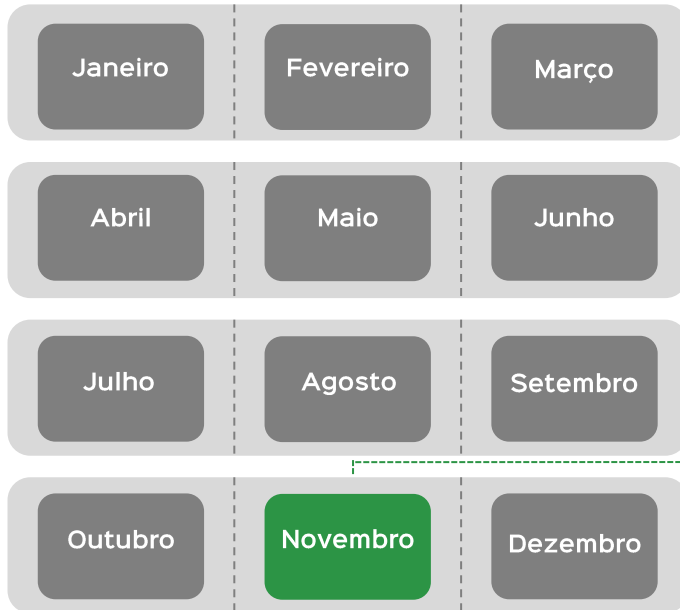 Janeiro
Fevereiro
Março
Abril
Maio
Junho
Julho
Agosto
Setembro
Outubro
Novembro
Dezembro